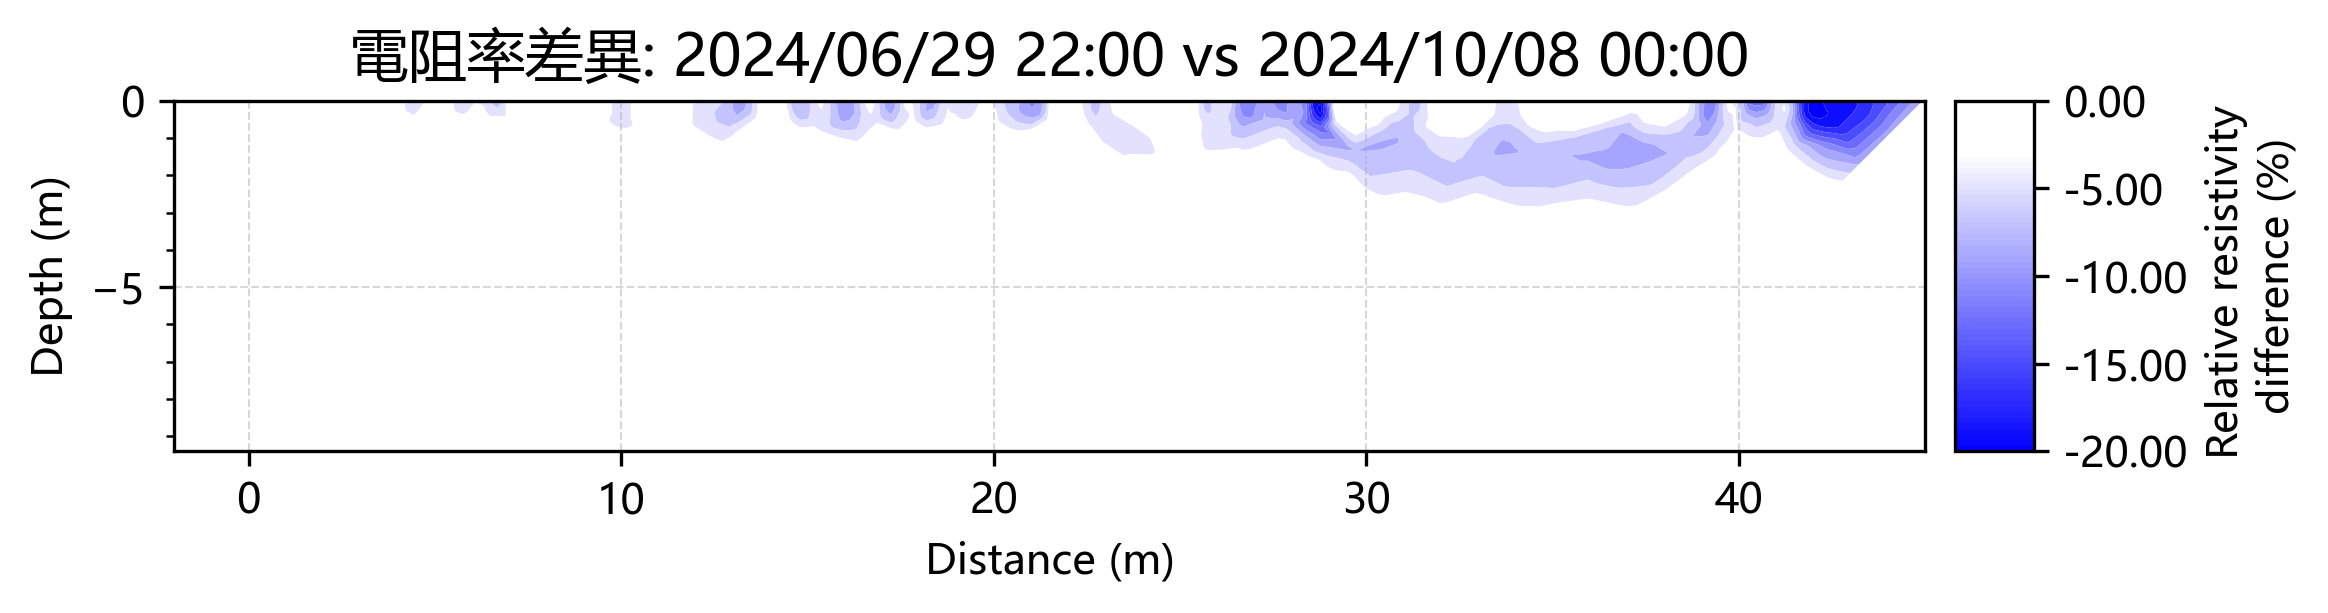 電阻率差異: 2024/06/29 22:00 vs 2024/10/08 00:00
0
−5
Depth (m)
0
10
20
30
40
Distance (m)
0.00
-5.00
-10.00
-15.00
-20.00
Relative resistivity
difference (%)